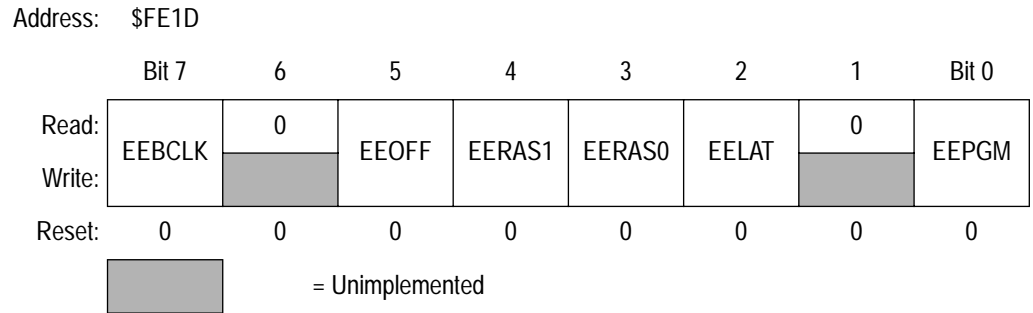 Address: $FE1D
Bit 7 6 5 4 3 2 1 Bit 0
Read: 0 0
EEBCLK EEOFF EERAS1 EERAS0 EELAT EEPGM
Write:
Reset: 0 0 0 0 0 0 0 0
= Unimplemented